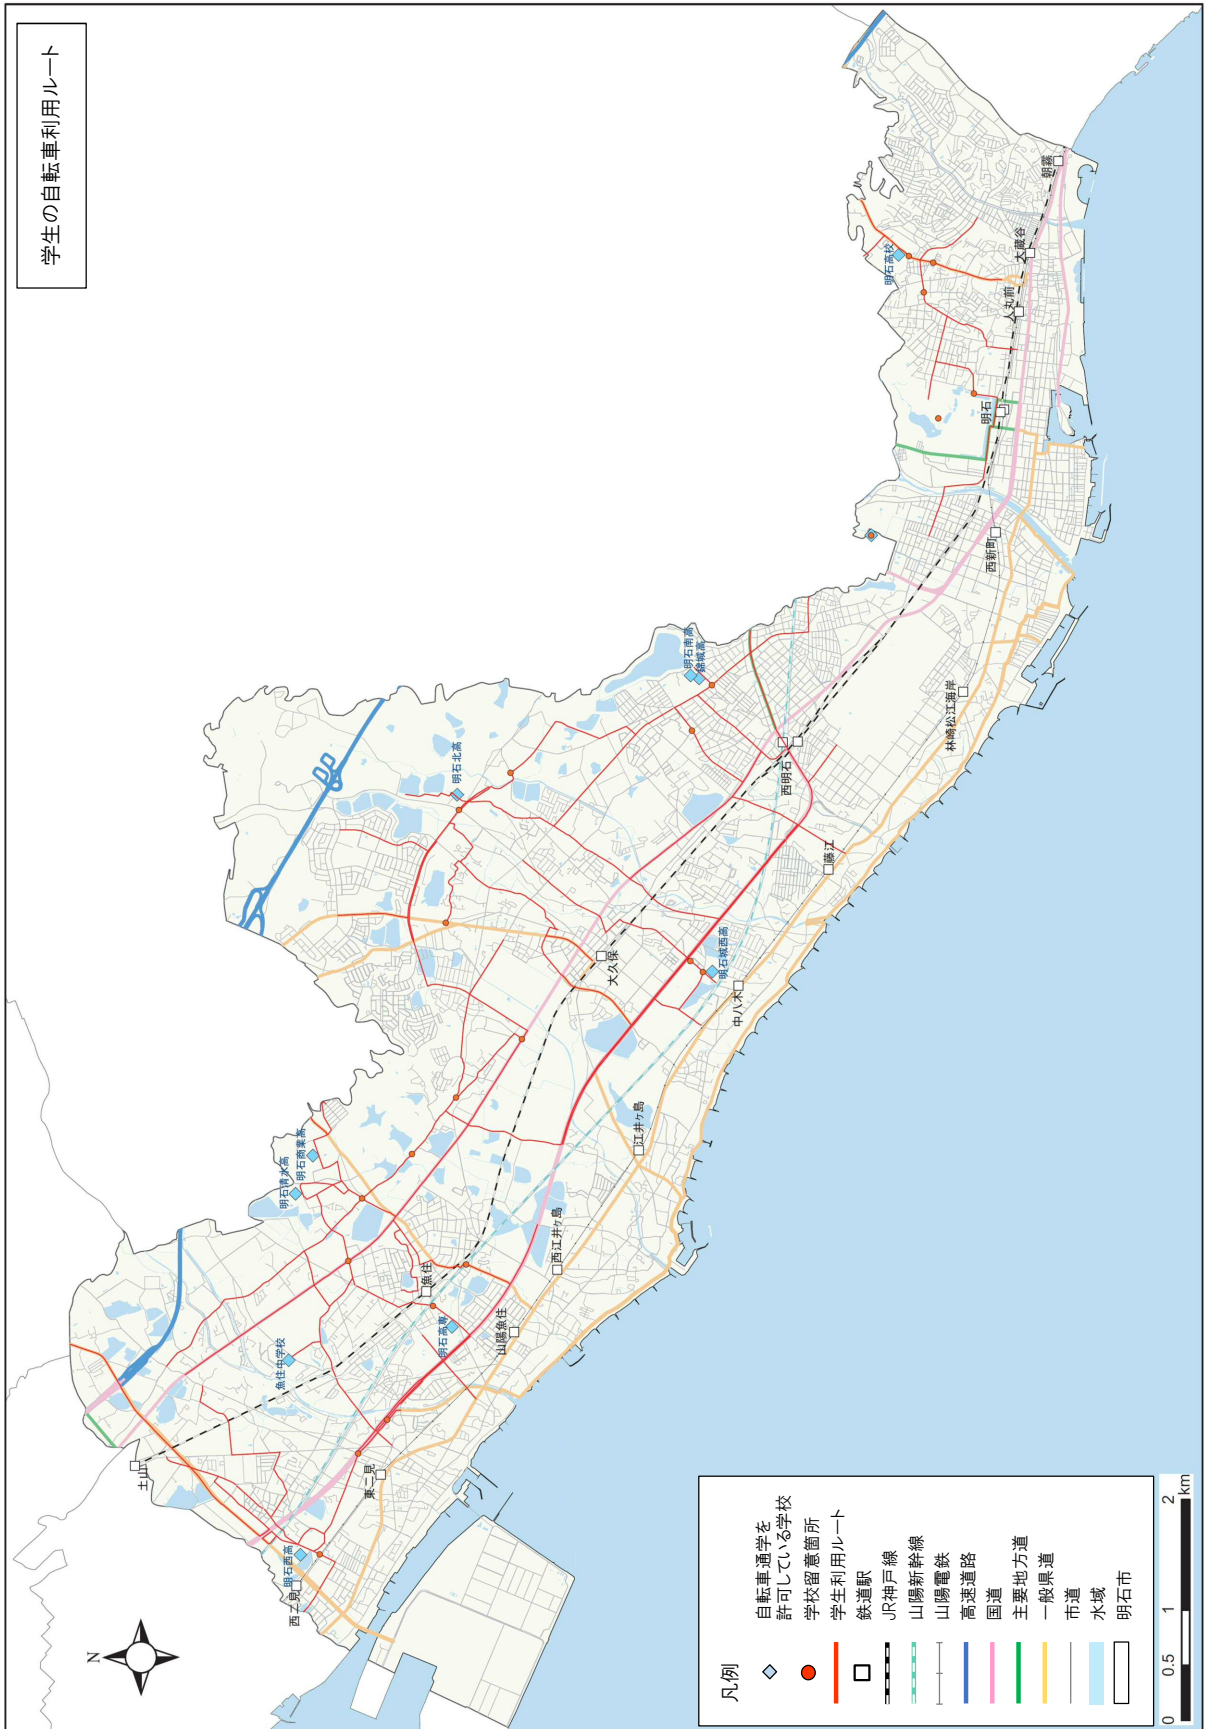 学生の自転車利用ルート
N
土山
西二見
明石西高
東二見
魚住中学校
明石清水高
明石商業高
魚住
明石高専
山陽魚住
西江井ヶ島
江井ヶ島
大久保
明石北高
明石城西高
中八木
藤江
西明石
明石南高
錦城高
林崎松江海岸
西新町
明石
人丸前
大蔵谷
明石高校
朝霧
凡例
自転車通学を
許可している学校
学校留意箇所
学生利用ルート
鉄道駅
JR神戸線
山陽新幹線
山陽電鉄
高速道路
国道
主要地方道
一般県道
市道
水域
明石市
0 0.5 1 2
km